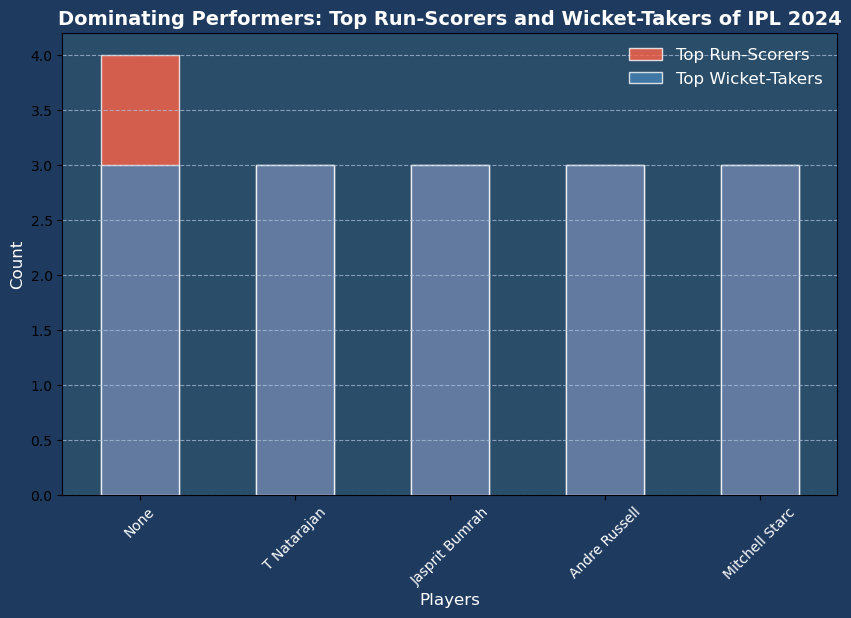 Dominating Performers: Top Run-Scorers and Wicket-Takers of IPL 2024
Top Run-Scorers
Top Wicket-Takers
Count
4.0
3.5
3.0
2.5
2.0
1.5
1.0
0.5
0.0
None
T Natarajan
Jasprit Bumrah
Andre Russell
Mitchell Starc
Players